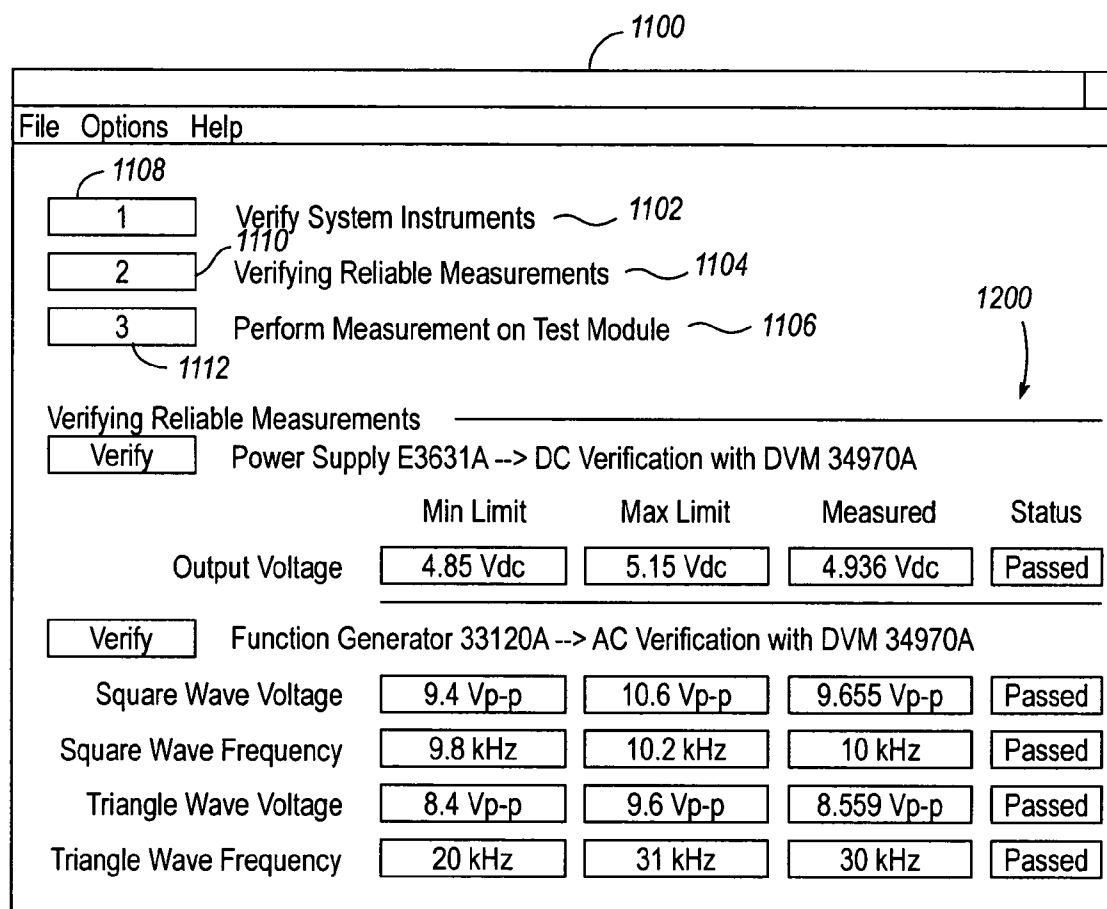 1100
File Options Help
1108
1 Verify System Instruments 1102
1110
2 Verifying Reliable Measurements 1104
3 Perform Measurement on Test Module 1106
1112
1200
Verifying Reliable Measurements
Verify Power Supply E3631A --> DC Verification with DVM 34970A
Min Limit Max Limit Measured Status
Output Voltage 4.85 Vdc 5.15 Vdc 4.936 Vdc Passed
Verify Function Generator 33120A --> AC Verification with DVM 34970A
Square Wave Voltage 9.4 Vp-p 10.6 Vp-p 9.655 Vp-p Passed
Square Wave Frequency 9.8 kHz 10.2 kHz 10 kHz Passed
Triangle Wave Voltage 8.4 Vp-p 9.6 Vp-p 8.559 Vp-p Passed
Triangle Wave Frequency 20 kHz 31 kHz 30 kHz Passed